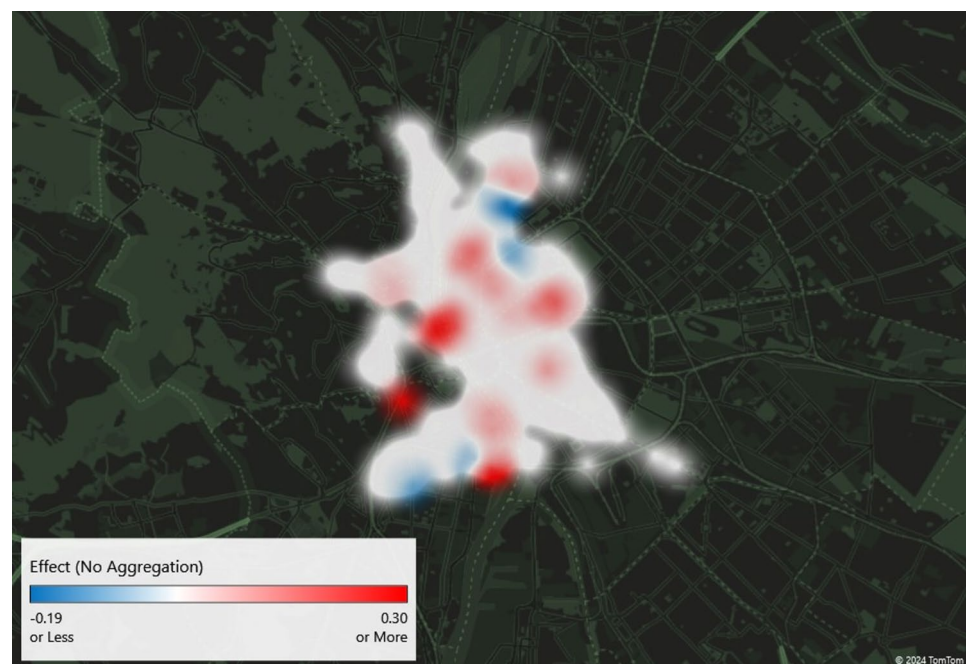 Effect (No Aggregation)
-0.19
0.30
or Less
or More
© 2024 TomTom